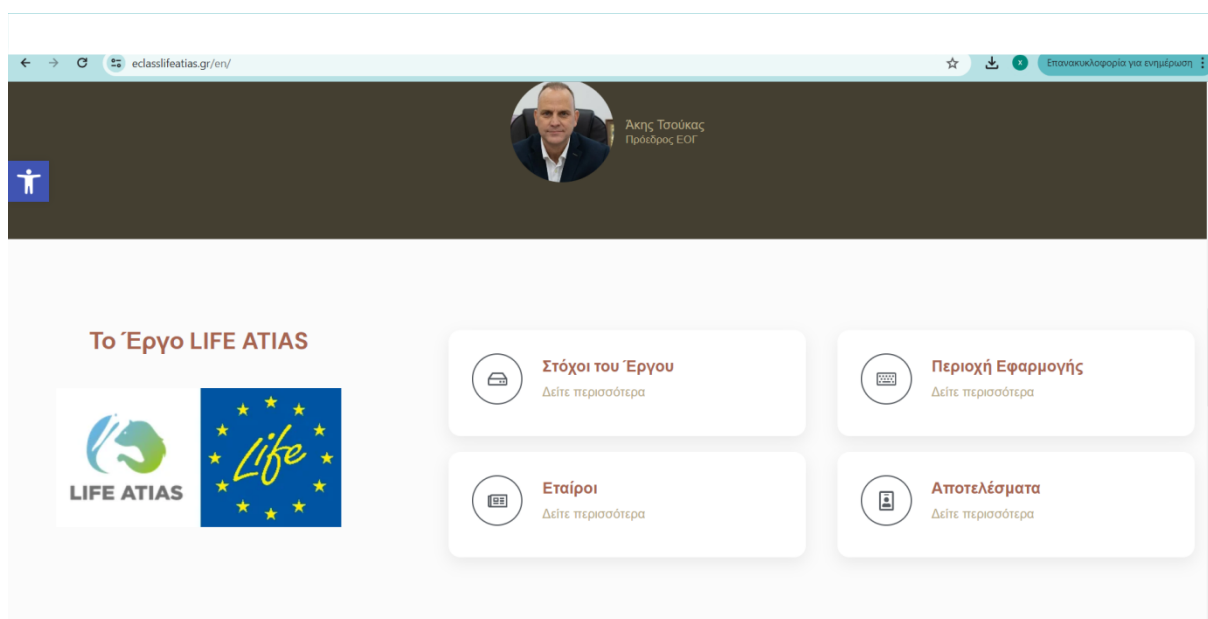 eclasslifeatias.gr/en/
Επανακυκλοφορία για ενημέρωση
Άκης Τσούκας
Πρόεδρος ΕΟΓ
Το Έργο LIFE ATIAS
LIFE ATIAS
Life
Στόχοι του Έργου
Δείτε περισσότερα
Περιοχή Εφαρμογής
Δείτε περισσότερα
Εταίροι
Δείτε περισσότερα
Αποτελέσματα
Δείτε περισσότερα